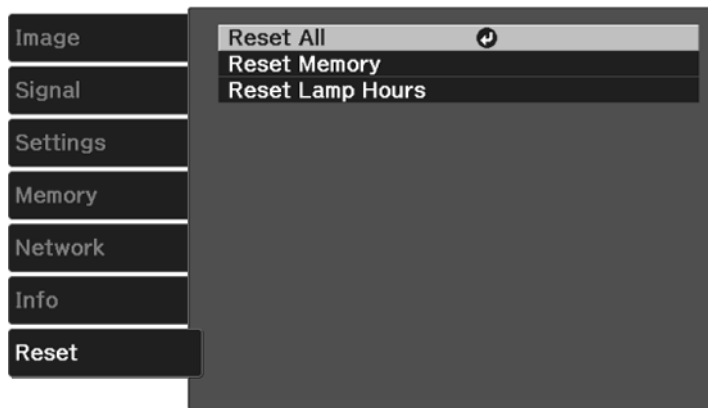 Image
Signal
Settings
Memory
Network
Info
Reset
Reset All
Reset Memory
Reset Lamp Hours